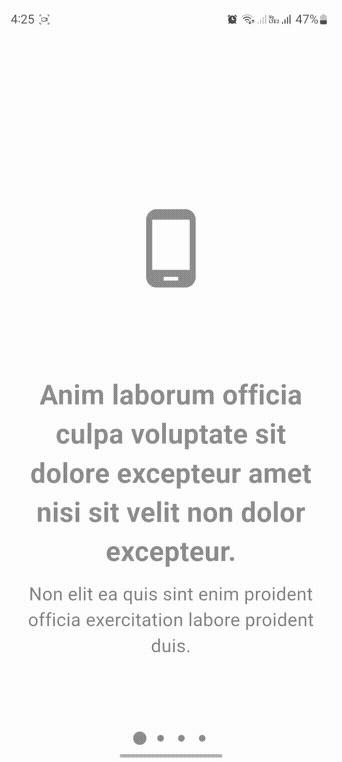 4:25 47%
Anim laborum officia
culpa voluptate sit
dolore excepteur amet
nisi sit velit non dolor
excepteur.
Non elit ea quis sint enim proident
officia exercitation labore proident
duis.